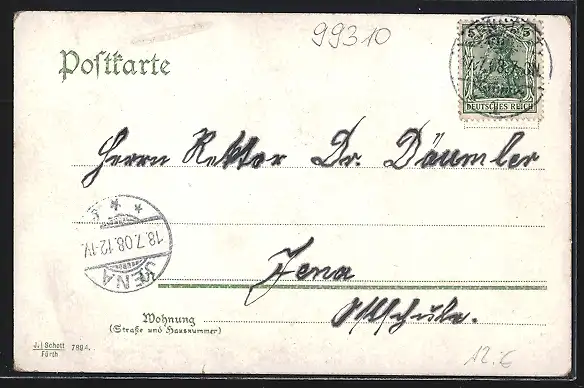 99310
Postkarte
DEUTSCHES REICH
Herrn Rektor Dr. Däumler
18.7.08.12-1V.
JENA
Jena
Wohnung
(Straße und Hausnummer)
J. Schott
Fürth
7894.
12.€